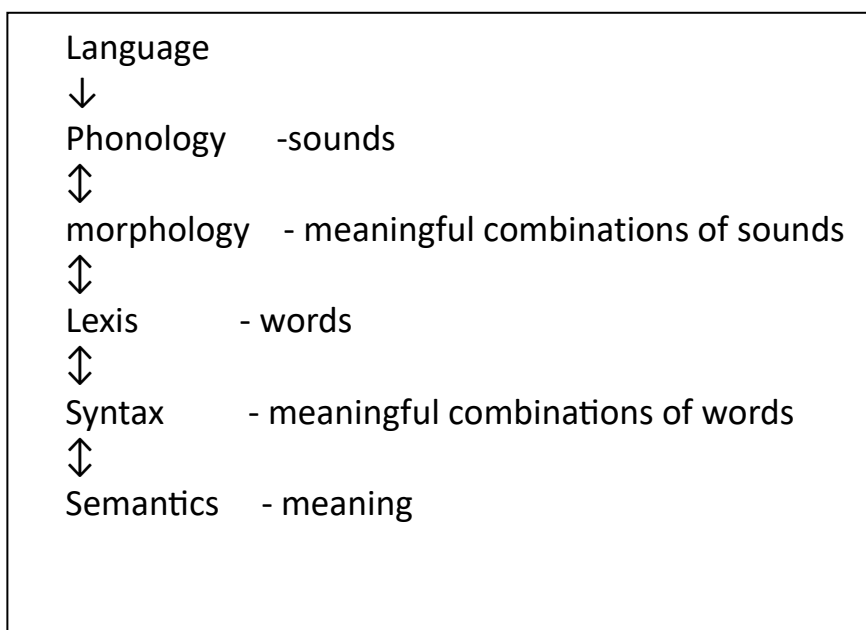 Language
↓
Phonology -sounds
↕
morphology - meaningful combinations of sounds
↕
Lexis - words
↕
Syntax - meaningful combinations of words
↕
Semantics - meaning